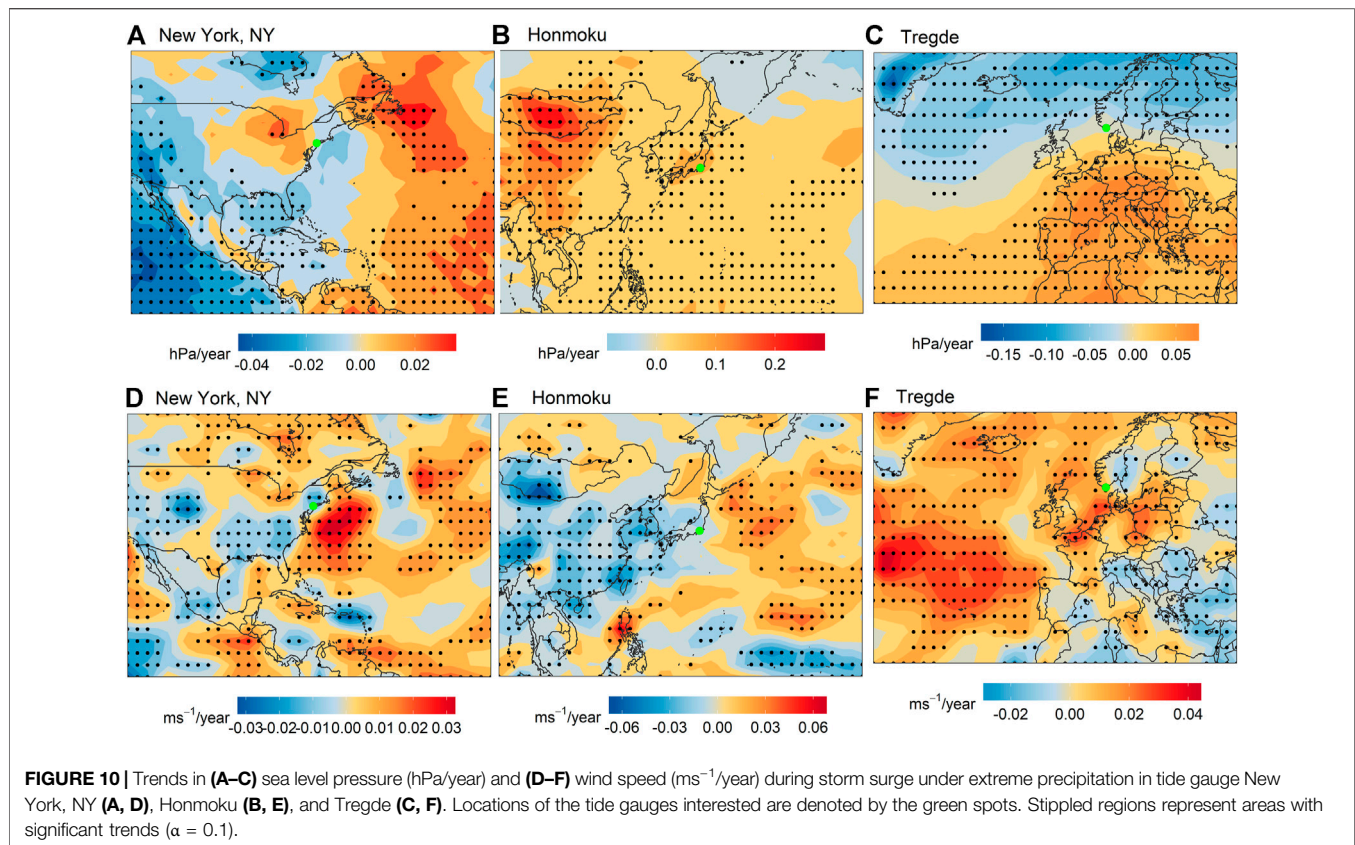 A New York, NY
B Honmoku
C Tregde
hPa/year -0.04 -0.02 0.00 0.02
hPa/year 0.0 0.1 0.2
hPa/year -0.15 -0.10 -0.05 0.00 0.05
D New York, NY
E Honmoku
F Tregde
ms⁻¹/year -0.03-0.02-0.01-0.00 0.01 0.02 0.03
ms⁻¹/year -0.06 -0.03 0.00 0.03 0.06
ms⁻¹/year -0.02 0.00 0.02 0.04
FIGURE 10 | Trends in (A–C) sea level pressure (hPa/year) and (D–F) wind speed (ms⁻¹/year) during storm surge under extreme precipitation in tide gauge New
York, NY (A, D), Honmoku (B, E), and Tregde (C, F). Locations of the tide gauges interested are denoted by the green spots. Stippled regions represent areas with
significant trends (α = 0.1).